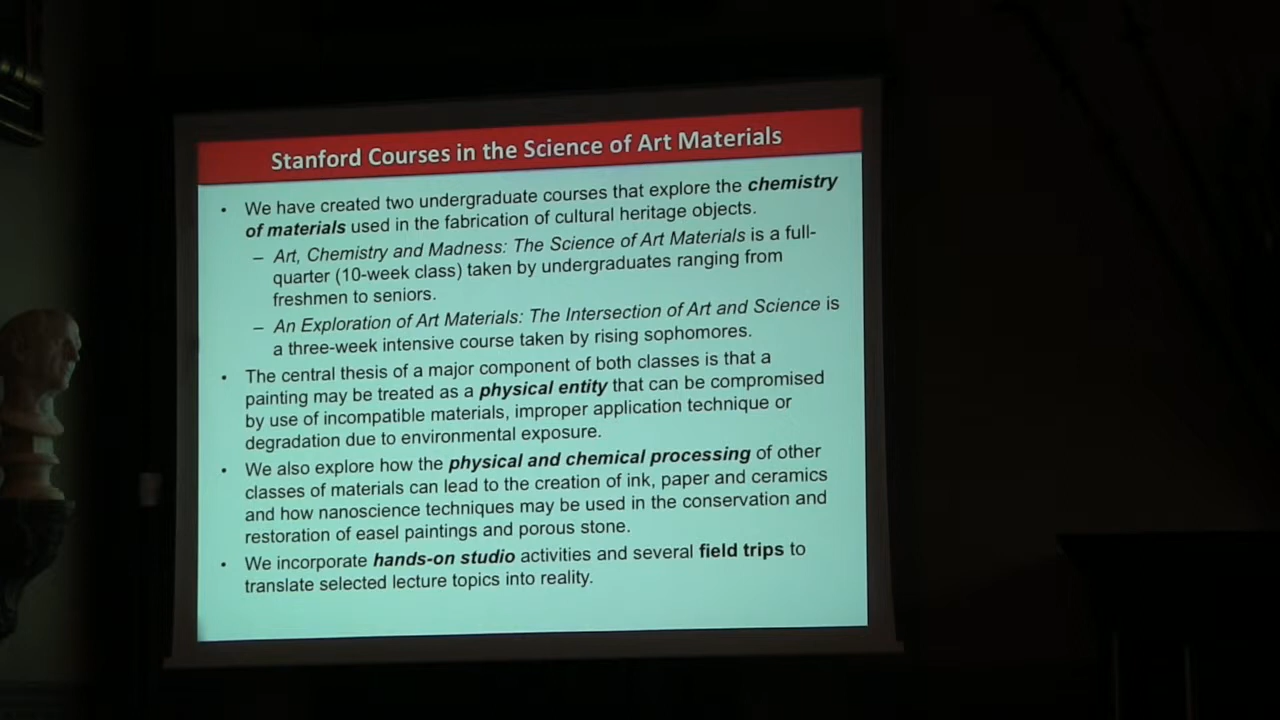 Stanford Courses in the Science of Art Materials
• We have created two undergraduate courses that explore the chemistry
of materials used in the fabrication of cultural heritage objects.
– Art, Chemistry and Madness: The Science of Art Materials is a full-
quarter (10-week class) taken by undergraduates ranging from
freshmen to seniors.
– An Exploration of Art Materials: The Intersection of Art and Science is
a three-week intensive course taken by rising sophomores.
• The central thesis of a major component of both classes is that a
painting may be treated as a physical entity that can be compromised
by use of incompatible materials, improper application technique or
degradation due to environmental exposure.
• We also explore how the physical and chemical processing of other
classes of materials can lead to the creation of ink, paper and ceramics
and how nanoscience techniques may be used in the conservation and
restoration of easel paintings and porous stone.
• We incorporate hands-on studio activities and several field trips to
translate selected lecture topics into reality.